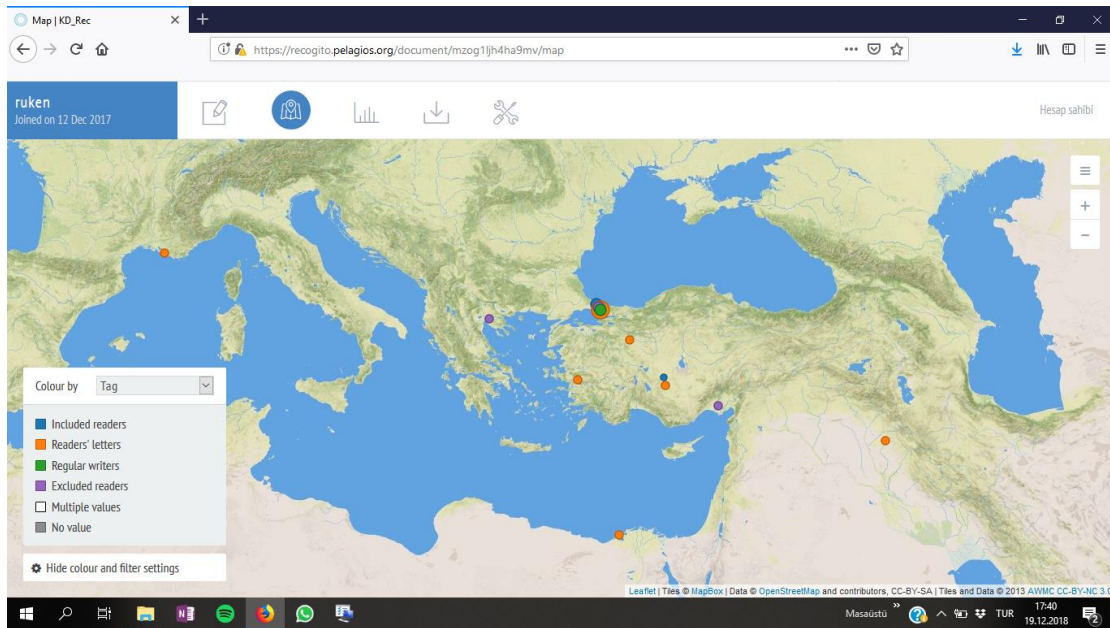 Map | KD_Rec
https://recogito.pelagios.org/document/mzog1ljh4ha9mv/map
ruken
Joined on 12 Dec 2017
Hesap sahibi
Colour by Tag
Included readers
Readers' letters
Regular writers
Excluded readers
Multiple values
No value
Hide colour and filter settings
Leaflet | Tiles © MapBox | Data © OpenStreetMap and contributors, CC-BY-SA | Tiles and Data © 2013 AWMC CC-BY-NC 3.0
Masaüstü
TUR
17:40
19.12.2018
2